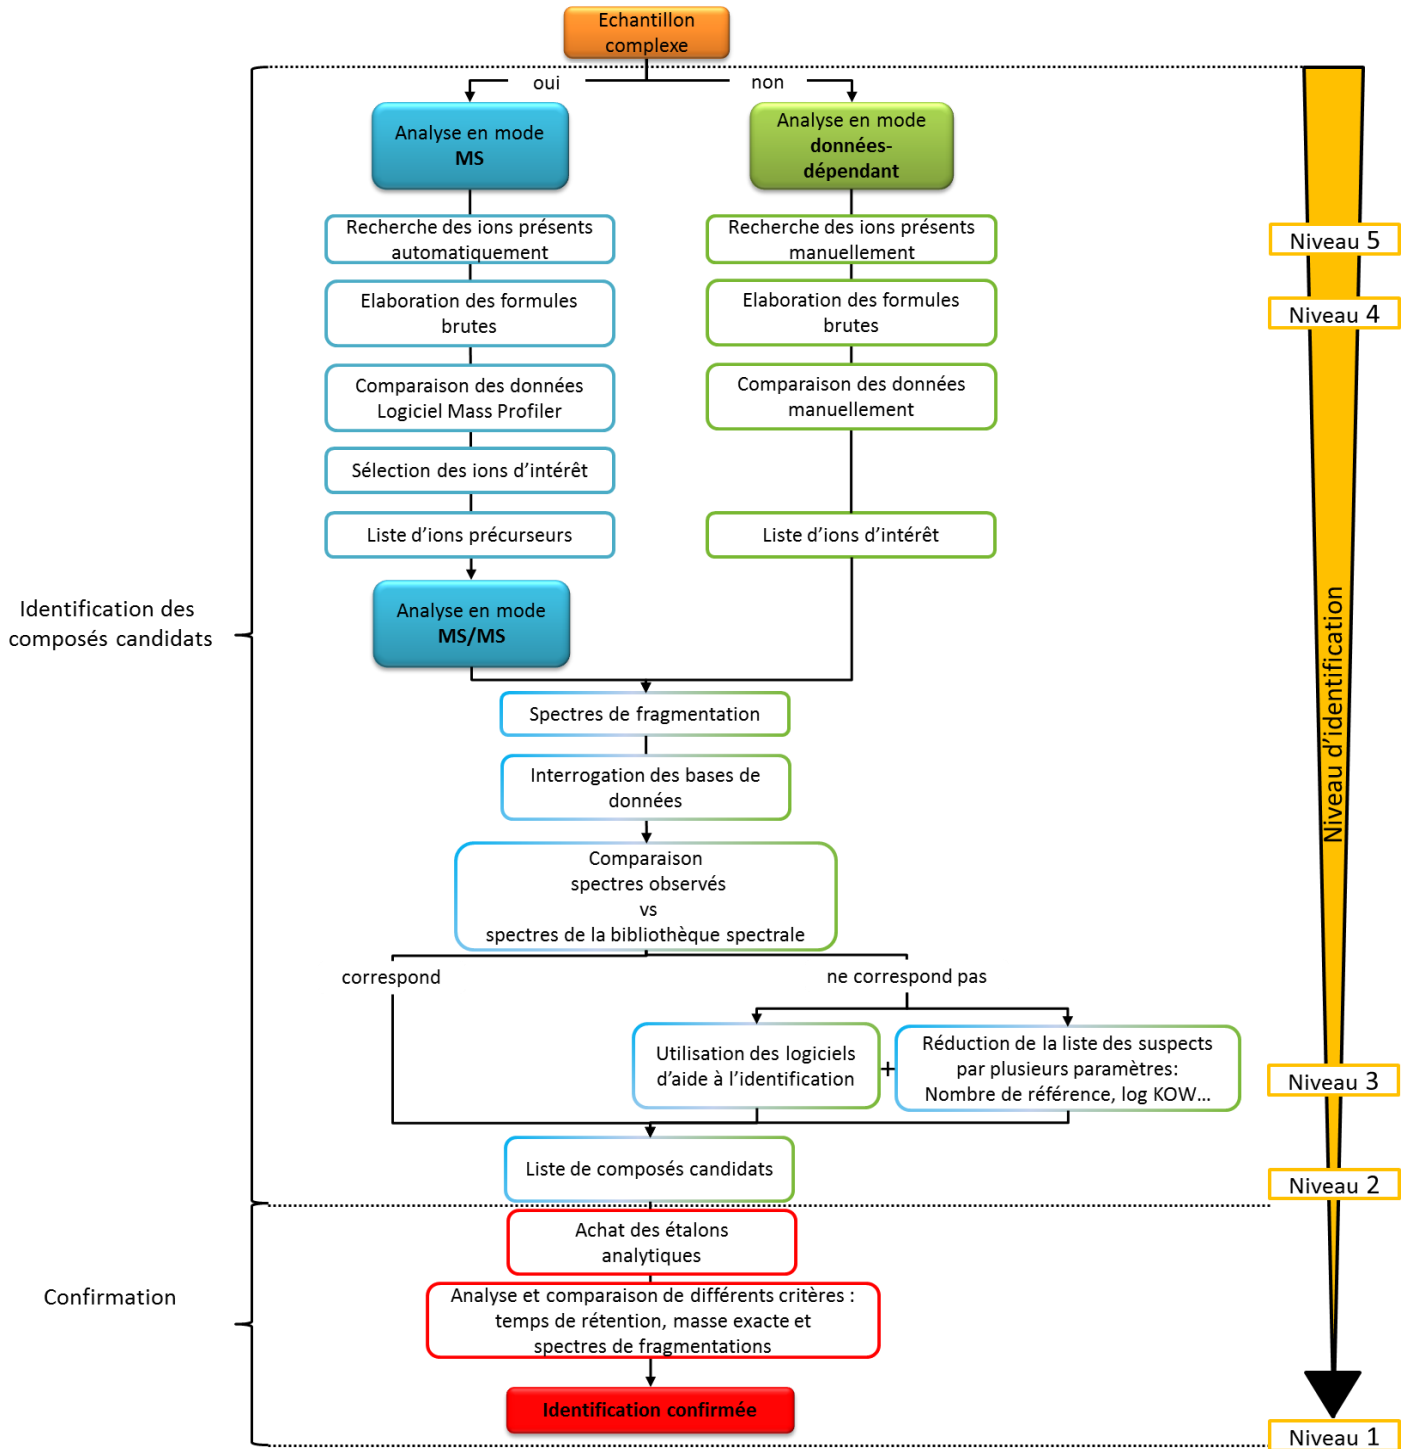 Echantillon
complexe
oui
non
Analyse en mode
MS
Analyse en mode
données-
dépendant
Recherche des ions présents
automatiquement
Recherche des ions présents
manuellement
Niveau 5
Elaboration des formules
brutes
Elaboration des formules
brutes
Niveau 4
Comparaison des données
Logiciel Mass Profiler
Comparaison des données
manuellement
Sélection des ions d’intérêt
Liste d’ions précurseurs
Liste d’ions d’intérêt
Identification des
composés candidats
Analyse en mode
MS/MS
Niveau d’identification
Spectres de fragmentation
Interrogation des bases de
données
Comparaison
spectres observés
vs
spectres de la bibliothèque spectrale
correspond
ne correspond pas
Utilisation des logiciels
d’aide à l’identification
+
Réduction de la liste des suspects
par plusieurs paramètres:
Nombre de référence, log KOW...
Niveau 3
Liste de composés candidats
Niveau 2
Achat des étalons
analytiques
Confirmation
Analyse et comparaison de différents critères :
temps de rétention, masse exacte et
spectres de fragmentations
Identification confirmée
Niveau 1